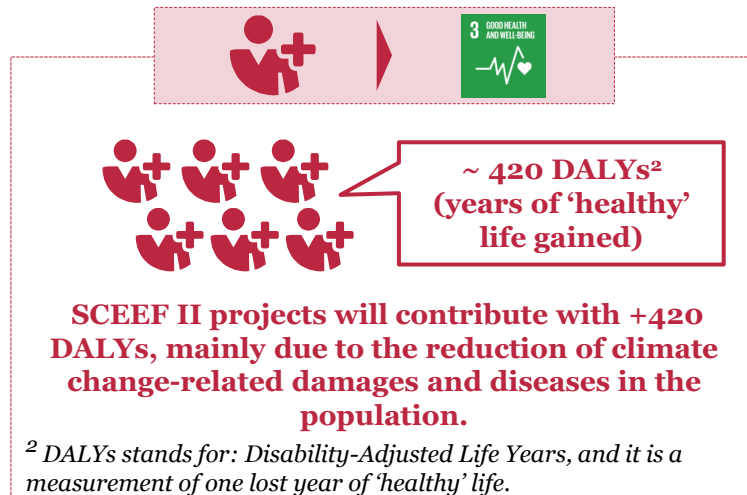 3 GOOD HEALTH
AND WELL-BEING
~ 420 DALYs²
(years of ‘healthy’
life gained)
SCEEF II projects will contribute with +420
DALYs, mainly due to the reduction of climate
change-related damages and diseases in the
population.
² DALYs stands for: Disability-Adjusted Life Years, and it is a
measurement of one lost year of ‘healthy’ life.